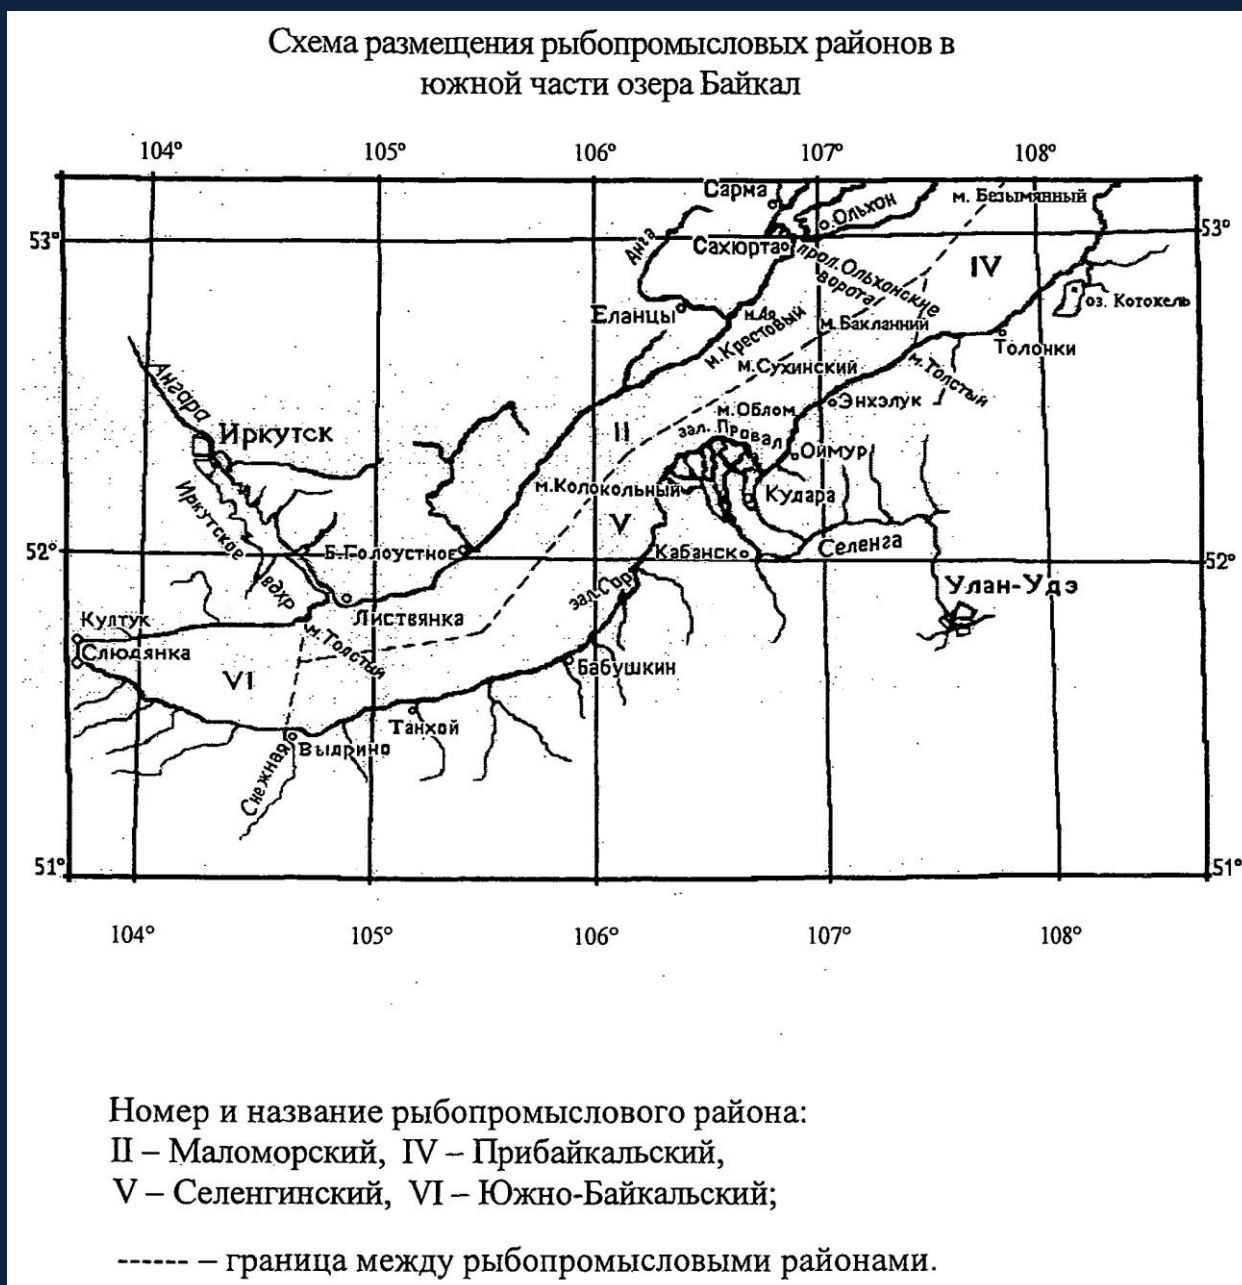 Схема размещения рыбопромысловых районов в
южной части озера Байкал
104° 105° 106° 107° 108°
Сарма
о.Ольхон
м. Безымянный
53°
53°
Анга
Сахюрта
прол.Ольхонские
ворота
IV
оз. Котокель
Еланцы
м.Ая
м.Крестовый
м.Бакланий
Толонки
м.Сухинский
м.Толстый
Ангара
Энхэлук
м.Облом
Иркутск
II
зал. Провал
Оймур
м.Колокольный
Кудара
Иркутское
вдхр
V
52°
Б.Голоустное
Кабанск
Селенга
52°
зал.Сор
Улан-Удэ
Култук
Листвянка
Слюдянка
м.Толстый
Бабушкин
VI
Танхой
Выдрино
Снежная
51°
51°
104° 105° 106° 107° 108°
Номер и название рыбопромыслового района:
II – Маломорский, IV – Прибайкальский,
V – Селенгинский, VI – Южно-Байкальский;
------ – граница между рыбопромысловыми районами.